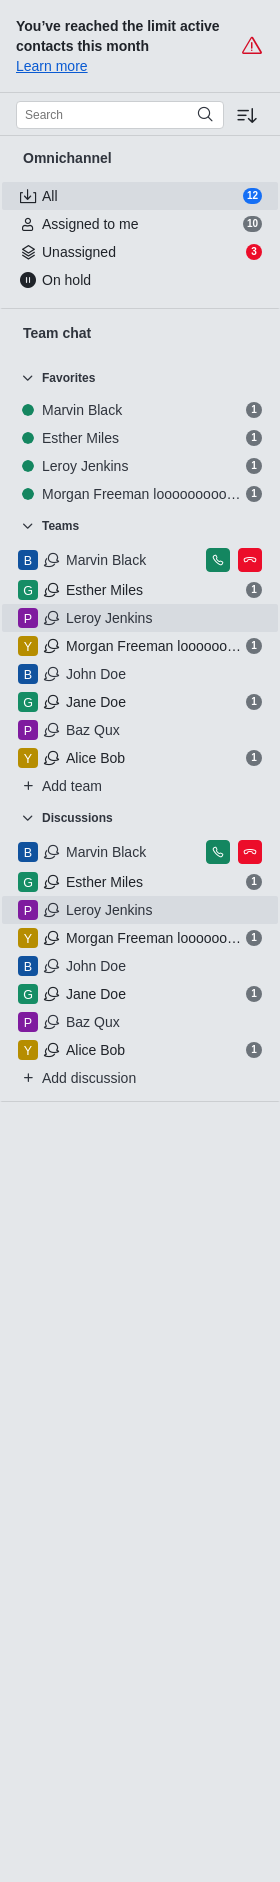 You've reached the limit active
contacts this month
Learn more
Search
Omnichannel
All 12
Assigned to me 10
Unassigned 3
On hold
Team chat
Favorites
Marvin Black 1
Esther Miles 1
Leroy Jenkins 1
Morgan Freeman looooooooo… 1
Teams
B Marvin Black
G Esther Miles 1
P Leroy Jenkins
Y Morgan Freeman loooooo… 1
B John Doe
G Jane Doe 1
P Baz Qux
Y Alice Bob 1
+ Add team
Discussions
B Marvin Black
G Esther Miles 1
P Leroy Jenkins
Y Morgan Freeman loooooo… 1
B John Doe
G Jane Doe 1
P Baz Qux
Y Alice Bob 1
+ Add discussion